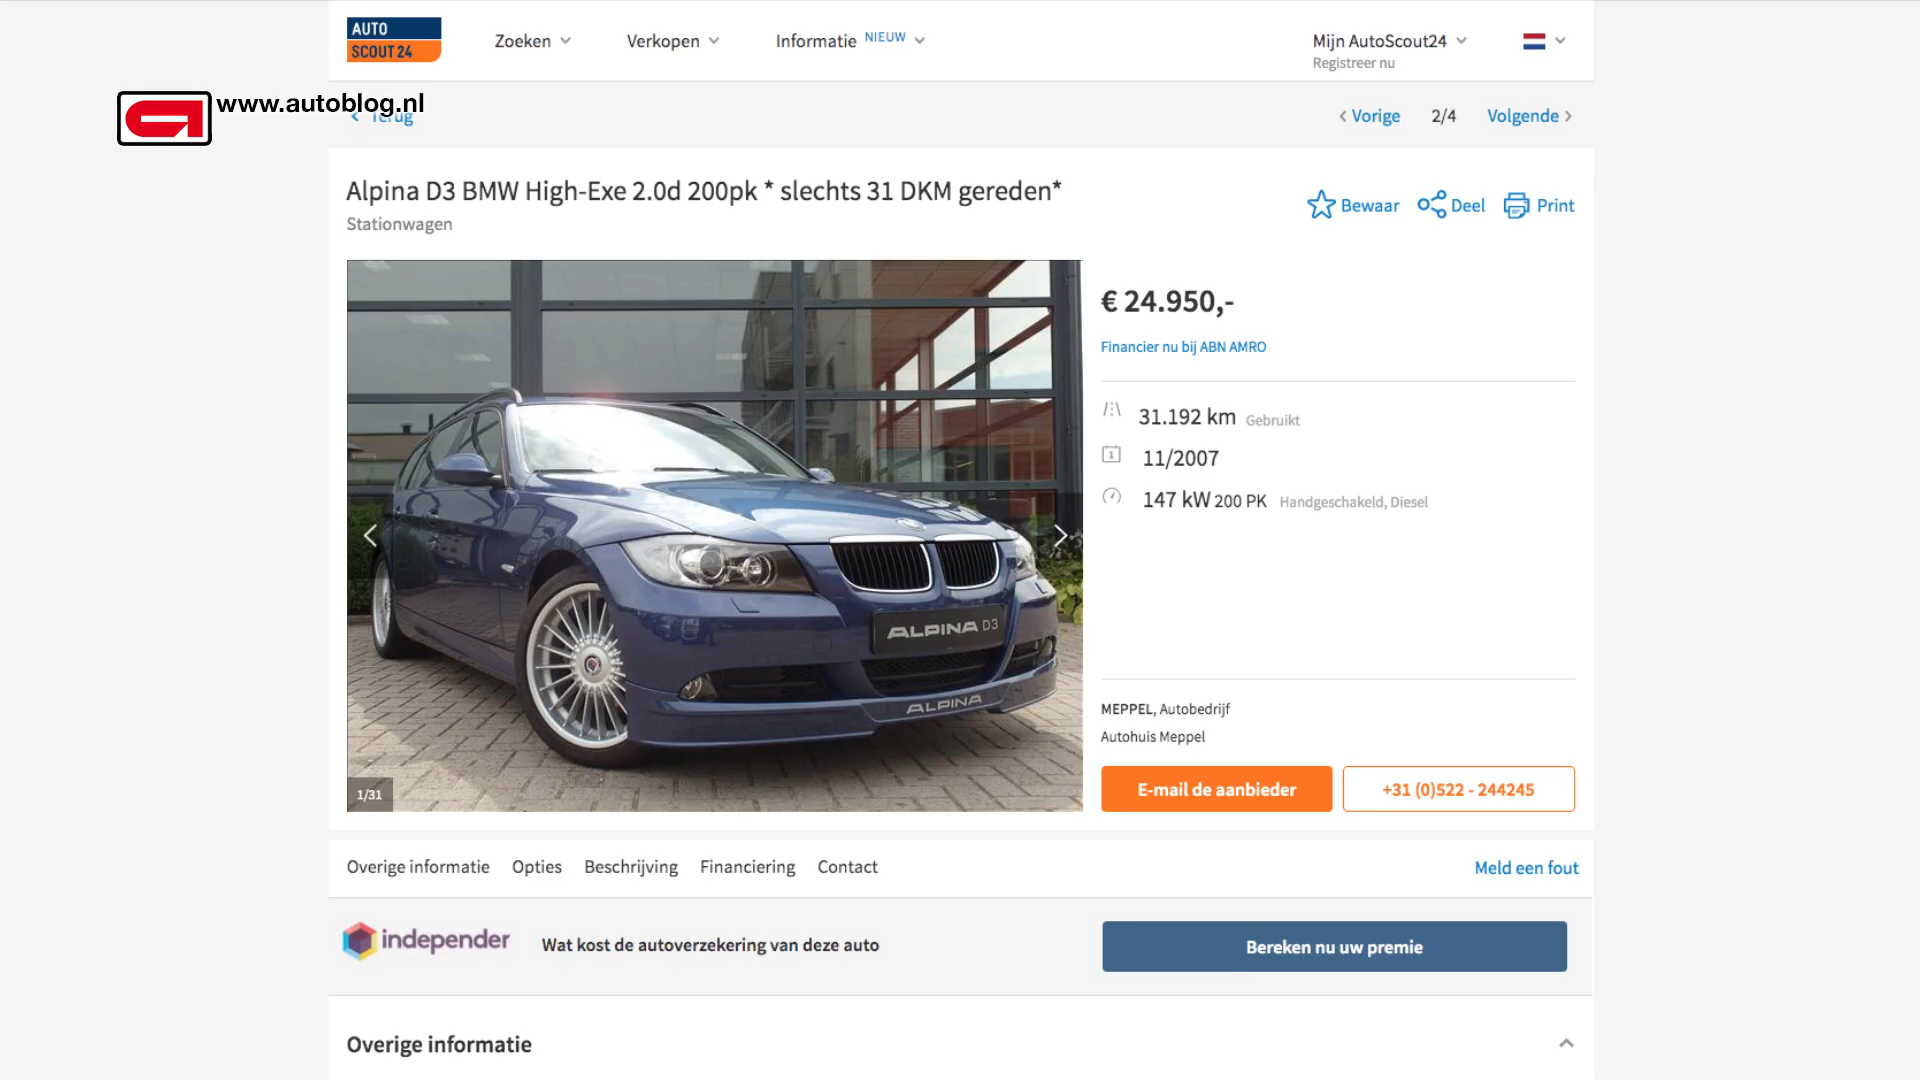 AUTO
SCOUT 24
Zoeken
Verkopen
Informatie NIEUW
Mijn AutoScout24
Registreer nu
www.autoblog.nl
Terug
Vorige 2/4 Volgende
Alpina D3 BMW High-Exe 2.0d 200pk * slechts 31 DKM gereden*
Stationwagen
Bewaar Deel Print
€ 24.950,-
Financier nu bij ABN AMRO
31.192 km Gebruikt
1 11/2007
147 kW 200 PK Handgeschakeld, Diesel
ALPINA D3
ALPINA
1/31
MEPPEL, Autobedrijf
Autohuis Meppel
E-mail de aanbieder
+31 (0)522 - 244245
Overige informatie Opties Beschrijving Financiering Contact
Meld een fout
independer
Wat kost de autoverzekering van deze auto
Bereken nu uw premie
Overige informatie